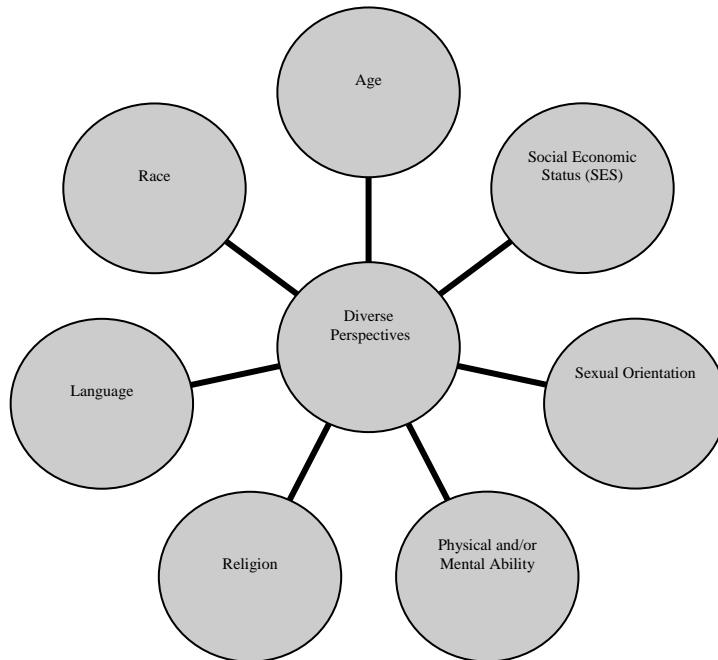 Age
Social Economic
Status (SES)
Race
Diverse
Perspectives
Sexual Orientation
Language
Physical and/or
Mental Ability
Religion